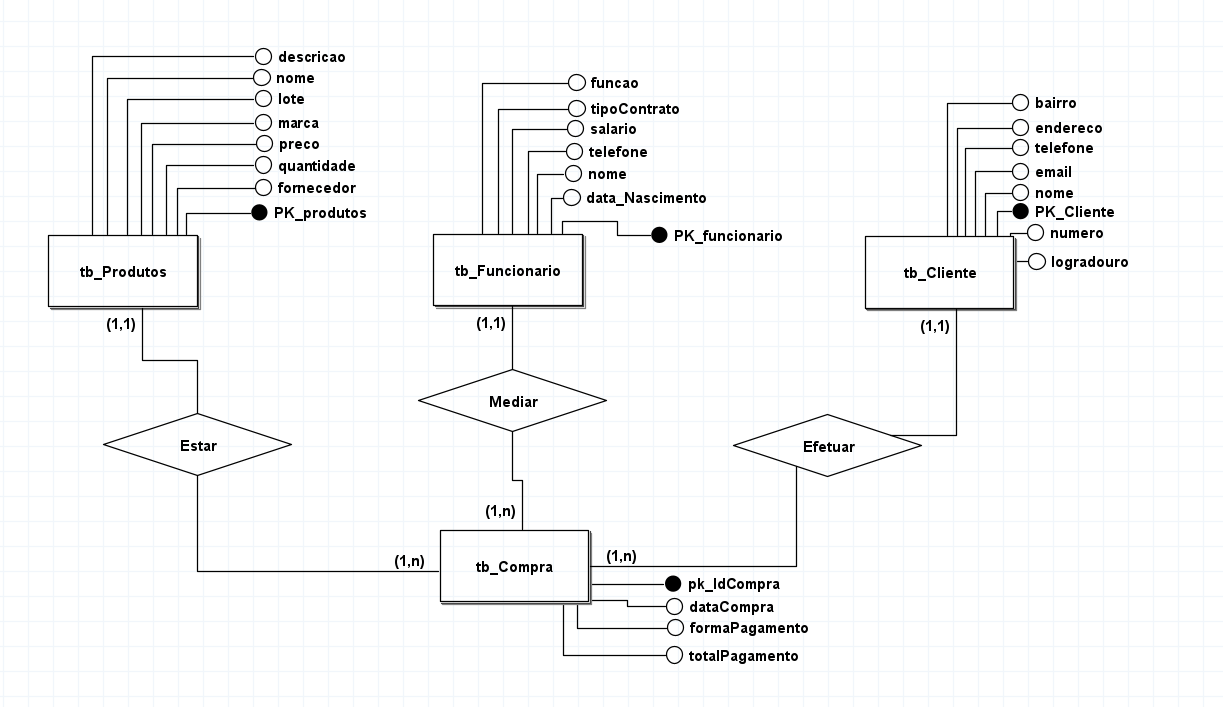 descricao
nome
lote
marca
preco
quantidade
fornecedor
PK_produtos
tb_Produtos
(1,1)
Estar
(1,n)
funcao
tipoContrato
salario
telefone
nome
data_Nascimento
PK_funcionario
tb_Funcionario
(1,1)
Mediar
(1,n)
bairro
endereco
telefone
email
nome
PK_Cliente
numero
logradouro
tb_Cliente
(1,1)
Efetuar
(1,n)
tb_Compra
pk_IdCompra
dataCompra
formaPagamento
totalPagamento